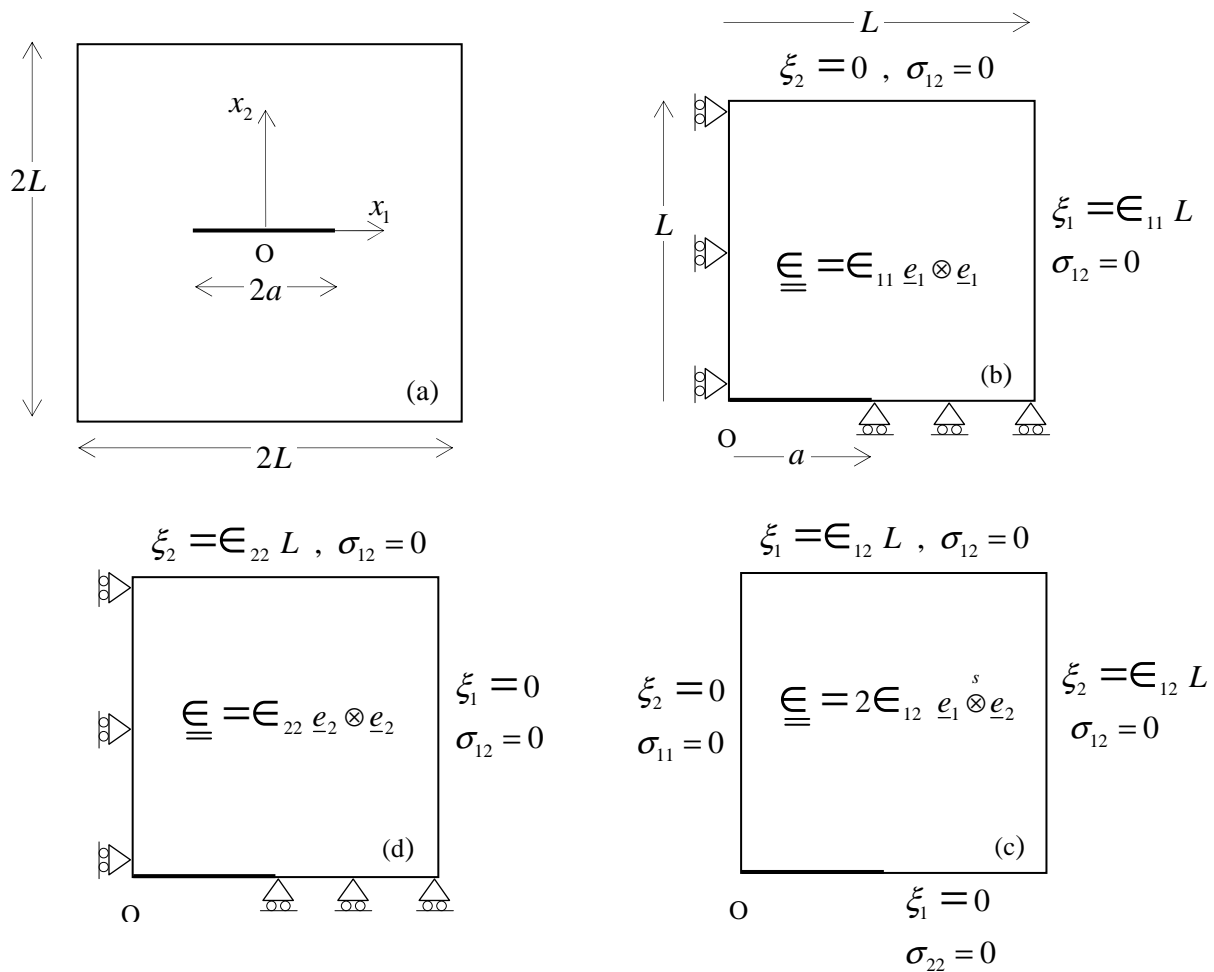 2L
x₂
x₁
O
2a
(a)
2L
L
ξ₂ = 0 , σ₁₂ = 0
L
ξ₁ = ∈₁₁ L
σ₁₂ = 0
∈ = ∈₁₁ e₁ ⊗ e₁
(b)
O
a
ξ₂ = ∈₂₂ L , σ₁₂ = 0
ξ₁ = 0
σ₁₂ = 0
∈ = ∈₂₂ e₂ ⊗ e₂
(d)
O
ξ₁ = ∈₁₂ L , σ₁₂ = 0
ξ₂ = 0
σ₁₁ = 0
∈ = 2∈₁₂ e₁ ⊗ˢ e₂
ξ₂ = ∈₁₂ L
σ₁₂ = 0
(c)
O
ξ₁ = 0
σ₂₂ = 0